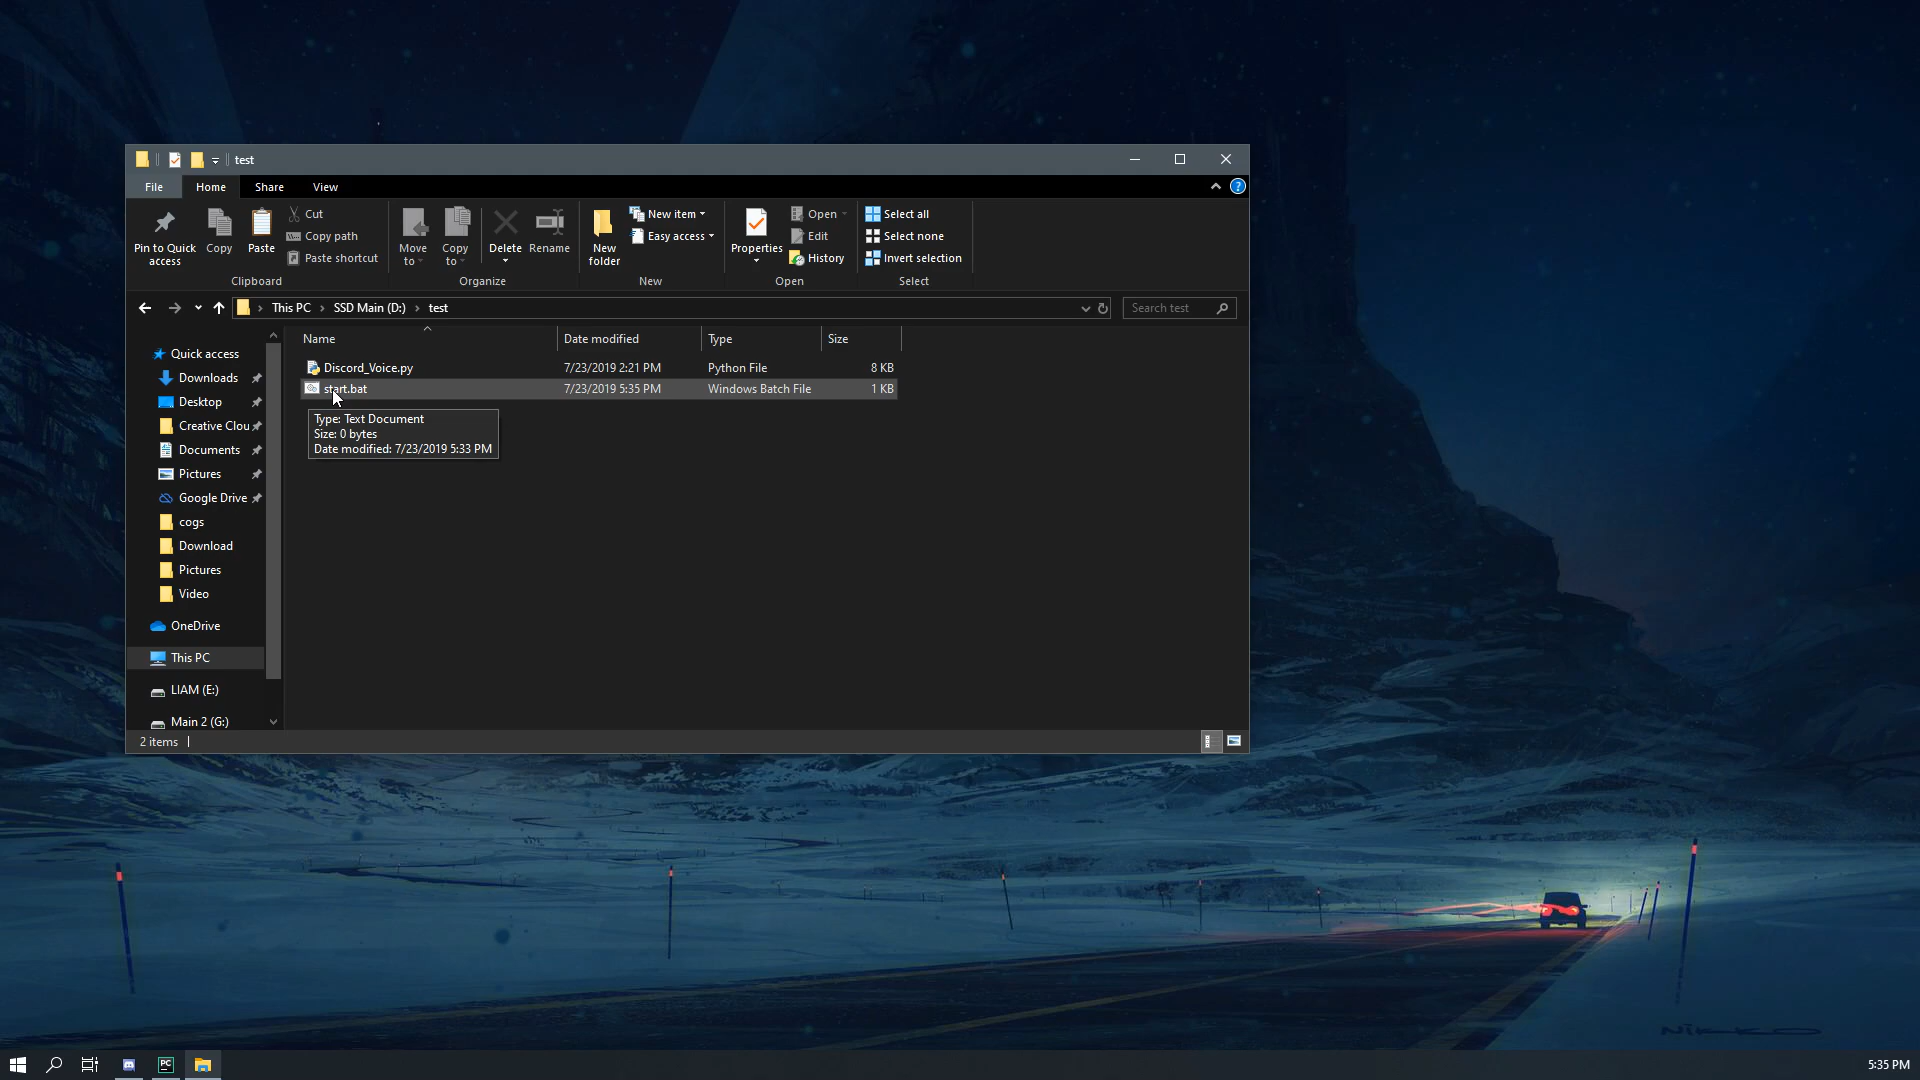 test
File
Home
Share
View
?
Pin to Quick access
Copy
Paste
Cut
Copy path
Paste shortcut
Clipboard
Move to
Copy to
Delete
Rename
Organize
New folder
New item
Easy access
New
Properties
Open
Edit
History
Open
Select all
Select none
Invert selection
Select
This PC
SSD Main (D:)
test
Search test
Name
Date modified
Type
Size
Discord_Voice.py
7/23/2019 2:21 PM
Python File
8 KB
start.bat
7/23/2019 5:35 PM
Windows Batch File
1 KB
Type: Text Document
Size: 0 bytes
Date modified: 7/23/2019 5:33 PM
Quick access
Downloads
Desktop
Creative Clou
Documents
Pictures
Google Drive
cogs
Download
Pictures
Video
OneDrive
This PC
LIAM (E:)
Main 2 (G:)
2 items
NIKKO
PC
5:35 PM